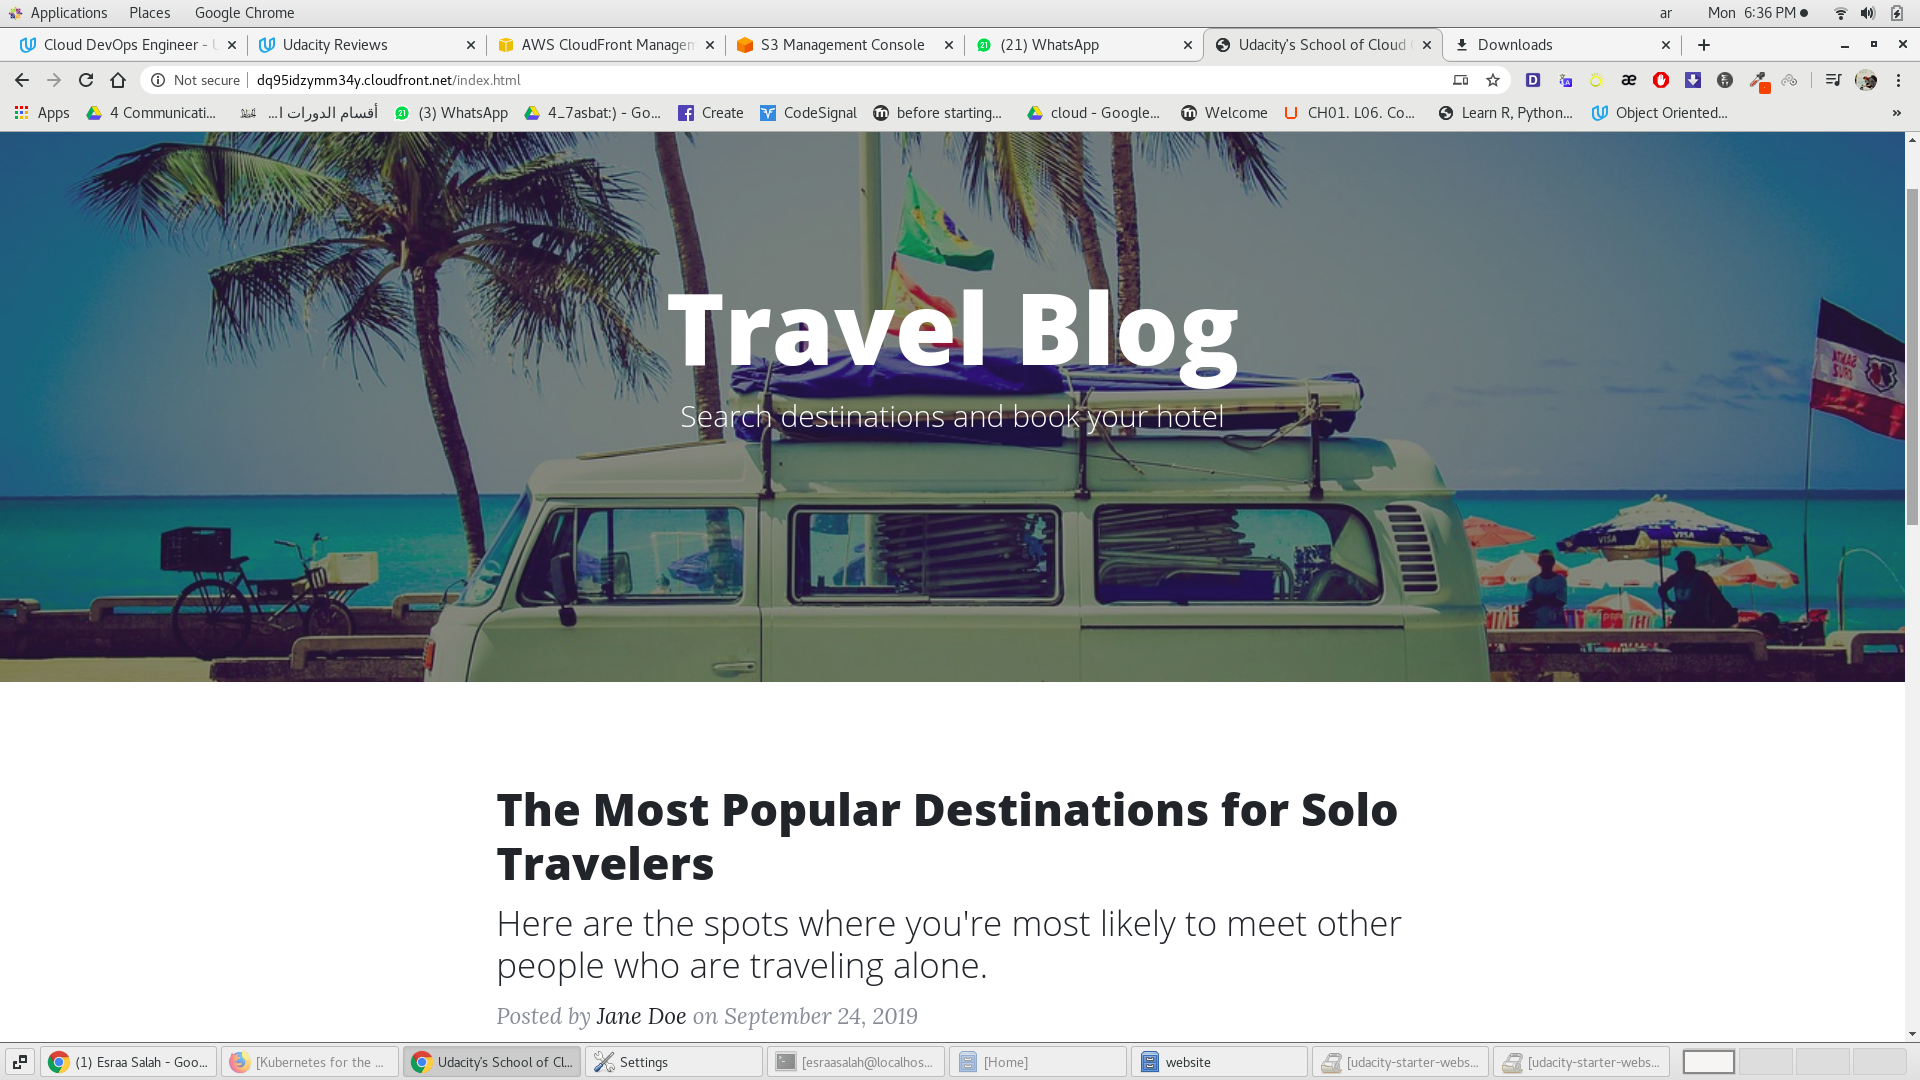 Applications Places Google Chrome ar Mon 6:36 PM
Cloud DevOps Engineer - U Udacity Reviews AWS CloudFront Managem S3 Management Console (21) WhatsApp Udacity's School of Cloud Downloads
Not secure dq95idzymm34y.cloudfront.net/index.html
Apps 4 Communicati... أقسام الدورات ا... (3) WhatsApp 4_7asbat:) - Go... Create CodeSignal before starting... cloud - Google... Welcome CH01. L06. Co... Learn R, Python... Object Oriented... »
SANTA
CRUZ
Travel Blog
Search destinations and book your hotel
VISA VISA
The Most Popular Destinations for Solo
Travelers
Here are the spots where you're most likely to meet other
people who are traveling alone.
Posted by Jane Doe on September 24, 2019
(1) Esraa Salah - Goo... [Kubernetes for the ... Udacity's School of Cl... Settings [esraasalah@localhos... [Home] website [udacity-starter-webs... [udacity-starter-webs...